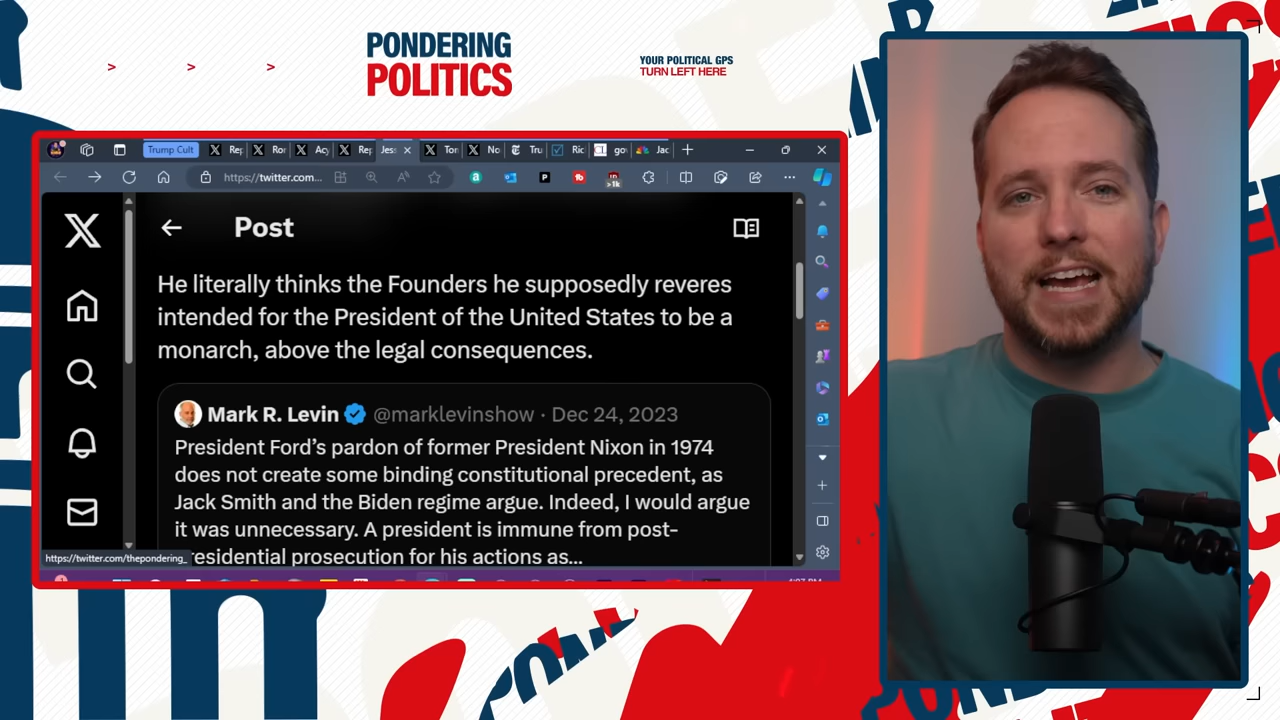 PONDERING
POLITICS
YOUR POLITICAL GPS
TURN LEFT HERE
> > >
Trump Cult
Jes
https://twitter.com...
>1k
X
Post
He literally thinks the Founders he supposedly reveres
intended for the President of the United States to be a
monarch, above the legal consequences.
Mark R. Levin @marklevinshow · Dec 24, 2023
President Ford's pardon of former President Nixon in 1974
does not create some binding constitutional precedent, as
Jack Smith and the Biden regime argue. Indeed, I would argue
it was unnecessary. A president is immune from post-
residential prosecution for his actions as...
https://twitter.com/thepondering_